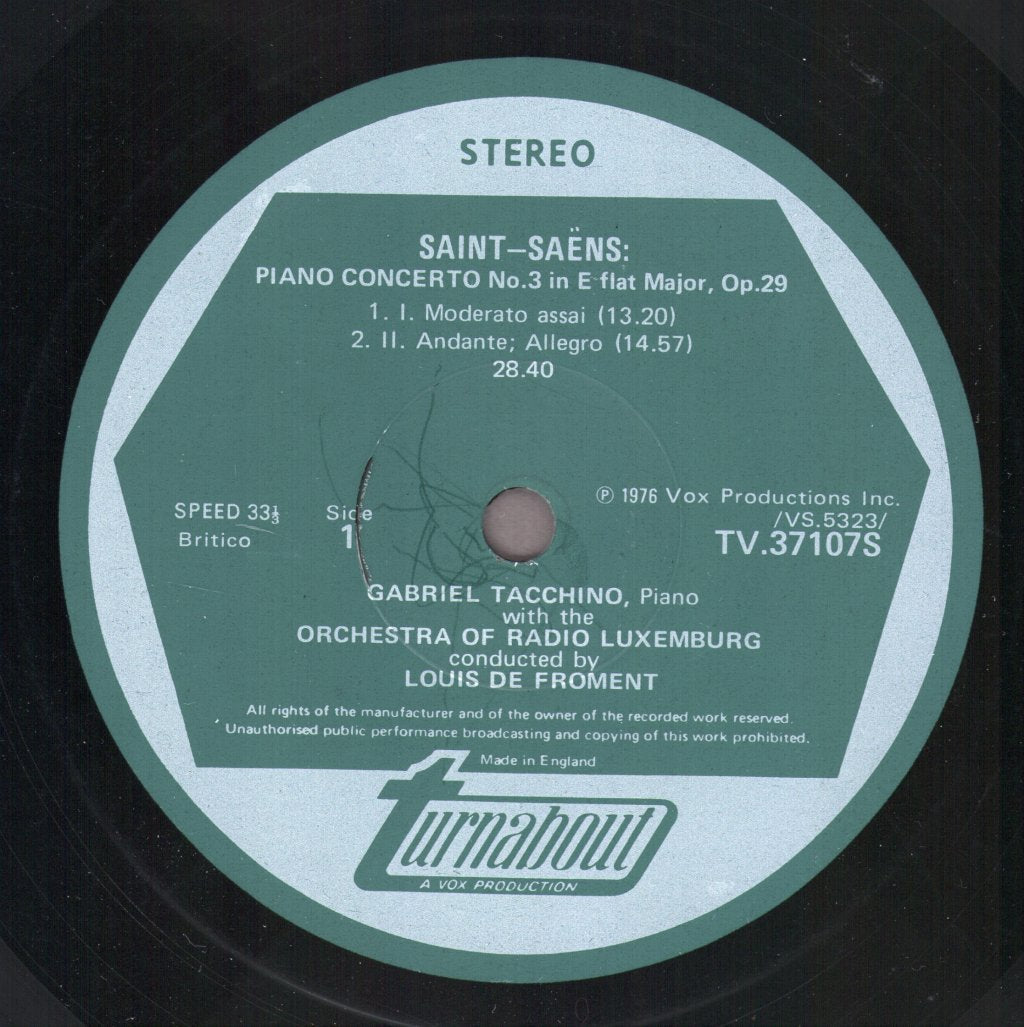 STEREO
SAINT–SAËNS:
PIANO CONCERTO No.3 in E flat Major, Op.29
1. I. Moderato assai (13.20)
2. II. Andante; Allegro (14.57)
28.40
SPEED 33⅓
Britico
Side
1
℗ 1976 Vox Productions Inc.
/VS.5323/
TV.37107S
GABRIEL TACCHINO, Piano
with the
ORCHESTRA OF RADIO LUXEMBURG
conducted by
LOUIS DE FROMENT
All rights of the manufacturer and of the owner of the recorded work reserved.
Unauthorised public performance broadcasting and copying of this work prohibited.
Made in England
turnabout
A VOX PRODUCTION